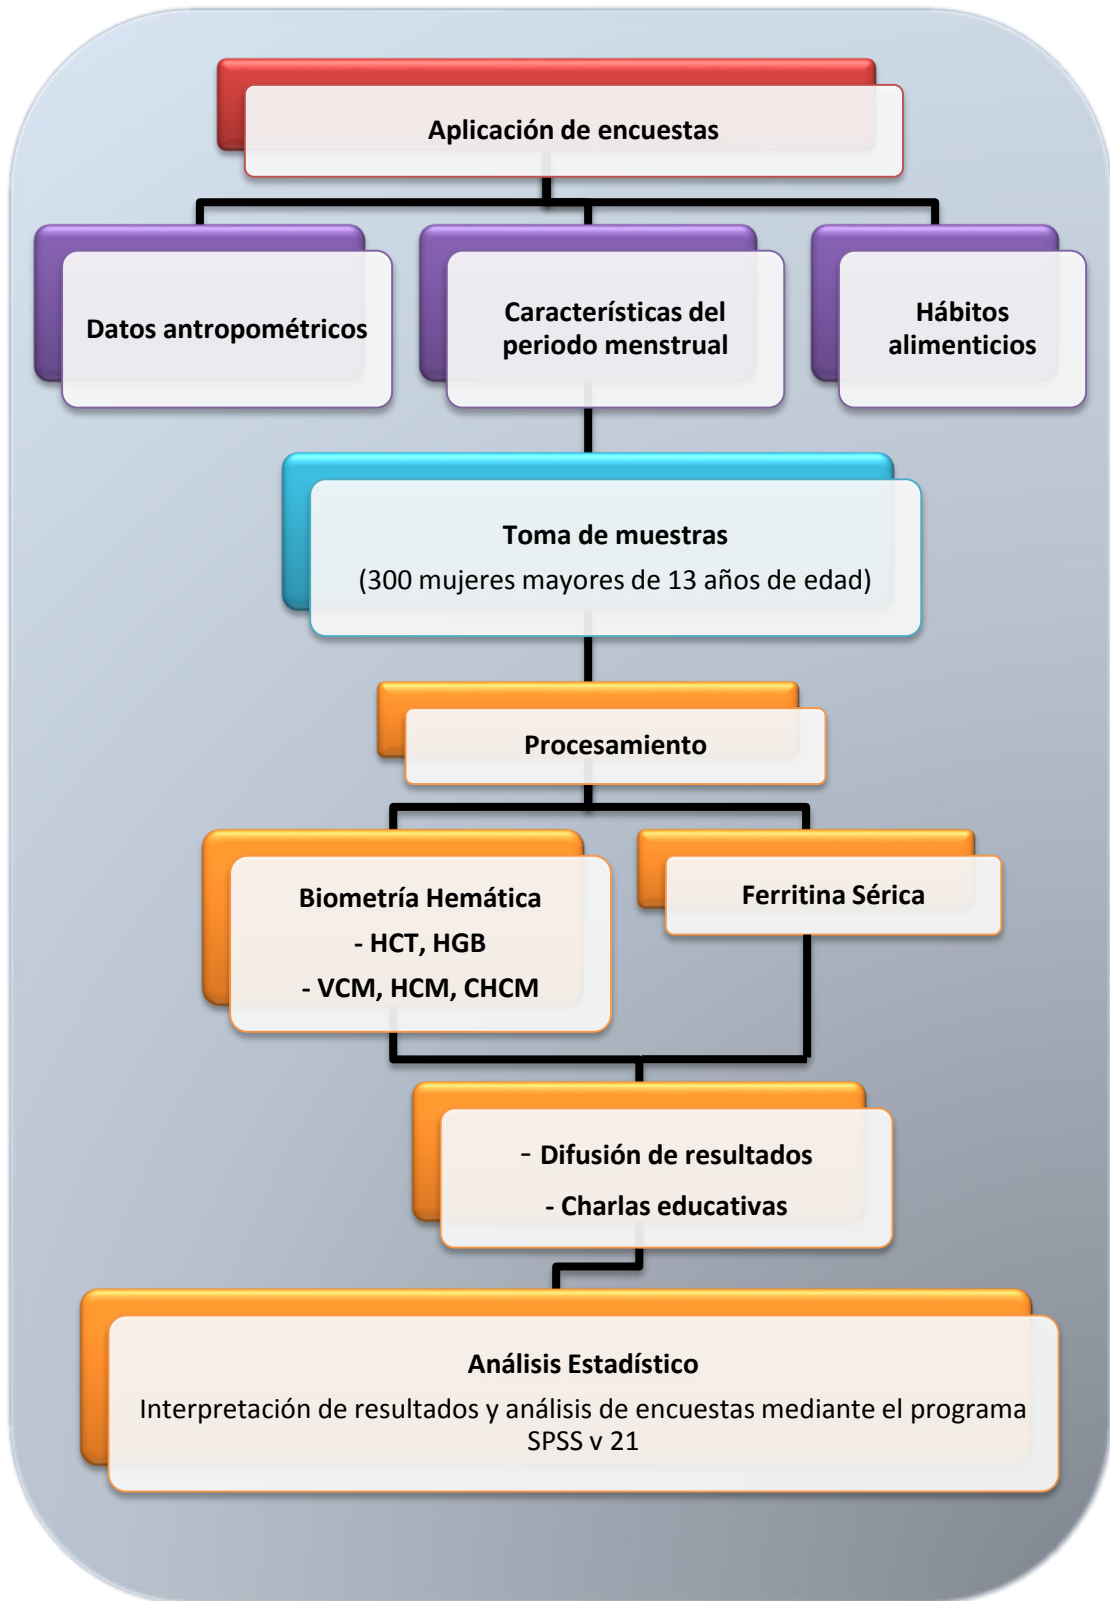 Aplicación de encuestas
Datos antropométricos
Características del
periodo menstrual
Hábitos
alimenticios
Toma de muestras
(300 mujeres mayores de 13 años de edad)
Procesamiento
Biometría Hemática
- HCT, HGB
- VCM, HCM, CHCM
Ferritina Sérica
- Difusión de resultados
- Charlas educativas
Análisis Estadístico
Interpretación de resultados y análisis de encuestas mediante el programa
SPSS v 21